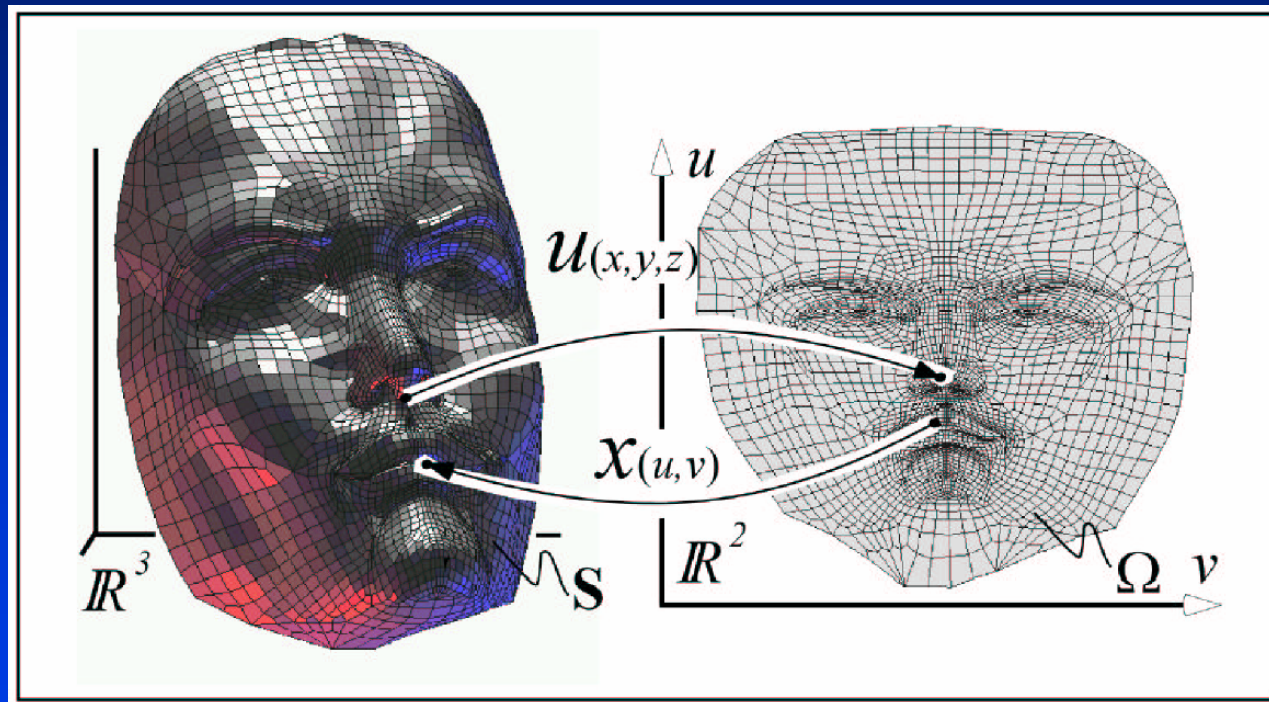 u
u(x,y,z)
x(u,v)
ℝ³
S
ℝ²
Ω
v